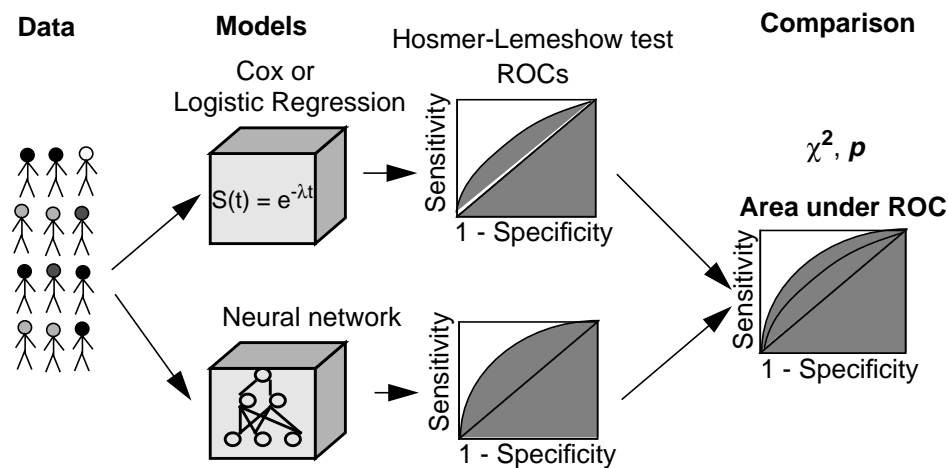 Data
Models
Comparison
Hosmer-Lemeshow test
ROCs
Cox or
Logistic Regression
S(t) = e^-λt
Sensitivity
1 - Specificity
χ², p
Area under ROC
Sensitivity
1 - Specificity
Neural network
Sensitivity
1 - Specificity